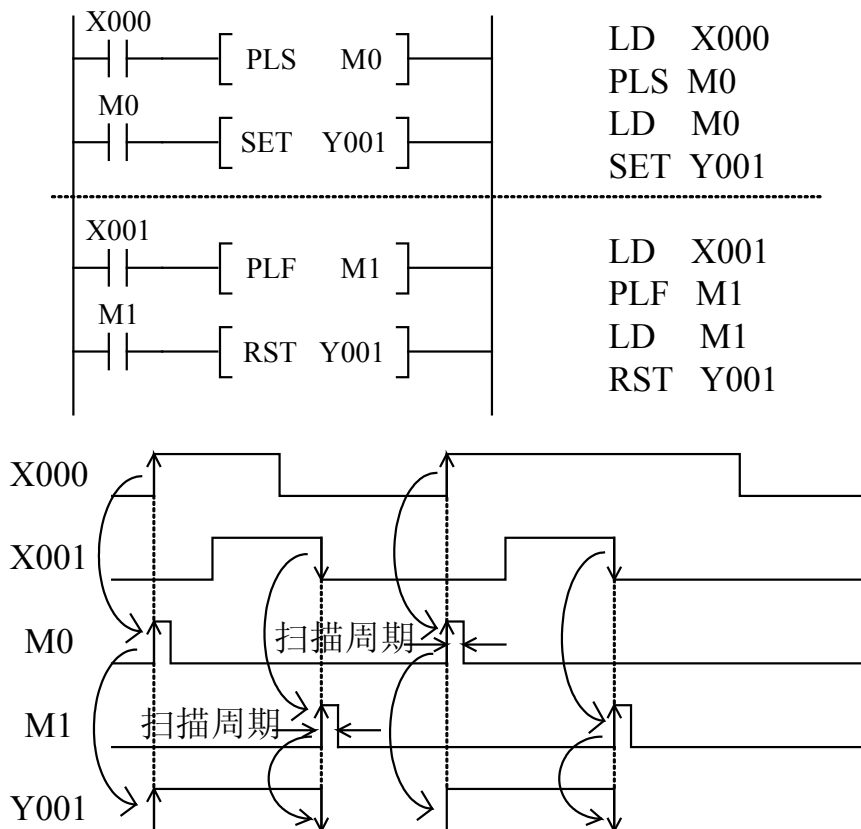 X000
PLS M0
M0
SET Y001
LD X000
PLS M0
LD M0
SET Y001
X001
PLF M1
M1
RST Y001
LD X001
PLF M1
LD M1
RST Y001
X000
X001
M0
扫描周期
M1
扫描周期
Y001